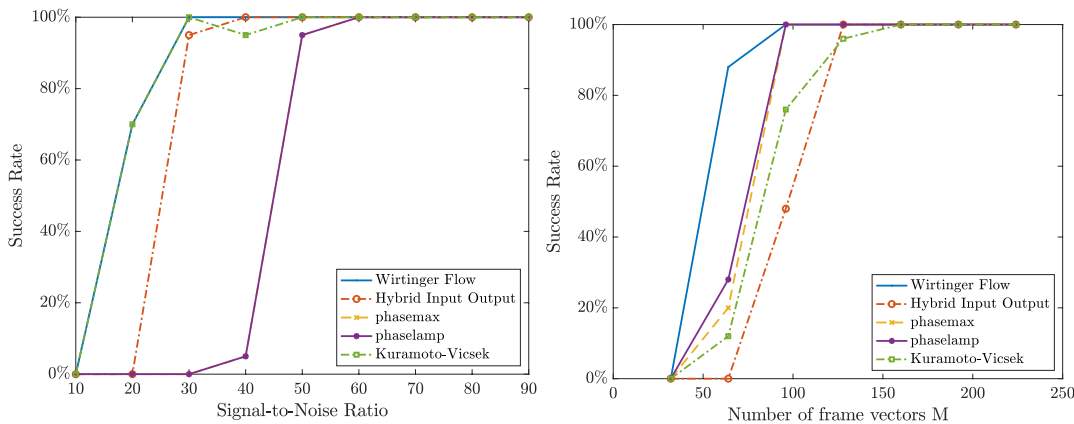 100%
80%
60%
40%
20%
0%
Success Rate
10
20
30
40
50
60
70
80
90
Signal-to-Noise Ratio
Wirtinger Flow
Hybrid Input Output
phasemax
phaselamp
Kuramoto-Vicsek
100%
80%
60%
40%
20%
0%
Success Rate
0
50
100
150
200
250
Number of frame vectors M
Wirtinger Flow
Hybrid Input Output
phasemax
phaselamp
Kuramoto-Vicsek